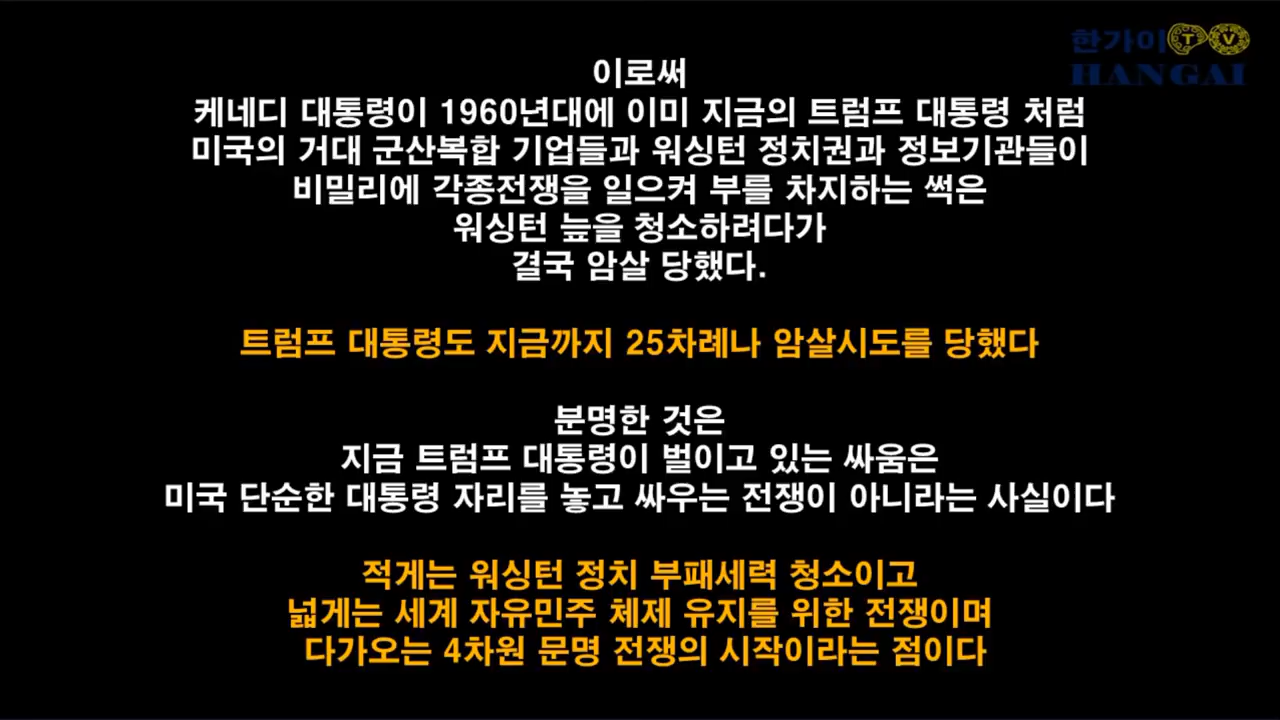 한가이TV
HANGAI
이로써
케네디 대통령이 1960년대에 이미 지금의 트럼프 대통령 처럼
미국의 거대 군산복합 기업들과 워싱턴 정치권과 정보기관들이
비밀리에 각종전쟁을 일으켜 부를 차지하는 썩은
워싱턴 늪을 청소하려다가
결국 암살 당했다.
트럼프 대통령도 지금까지 25차례나 암살시도를 당했다
분명한 것은
지금 트럼프 대통령이 벌이고 있는 싸움은
미국 단순한 대통령 자리를 놓고 싸우는 전쟁이 아니라는 사실이다
적게는 워싱턴 정치 부패세력 청소이고
넓게는 세계 자유민주 체제 유지를 위한 전쟁이며
다가오는 4차원 문명 전쟁의 시작이라는 점이다